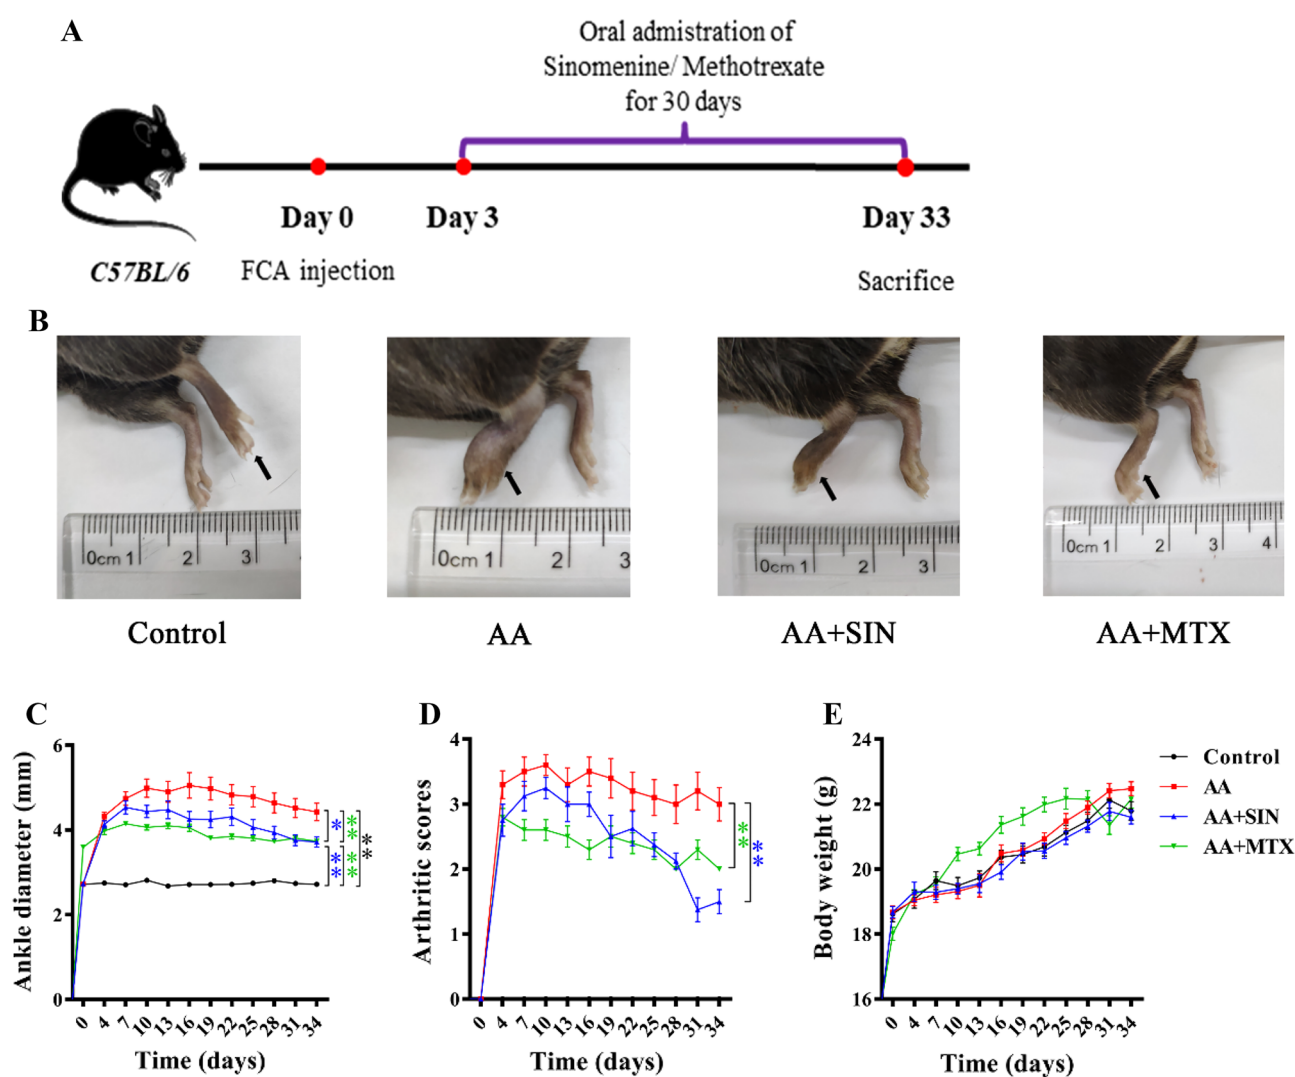 A
Oral admistration of
Sinomenine/ Methotrexate
for 30 days
Day 0
Day 3
Day 33
C57BL/6
FCA injection
Sacrifice
B
0cm 1 2 3
0cm 1 2 3
0cm 1 2 3
0cm 1 2 3 4
Control
AA
AA+SIN
AA+MTX
C
Ankle diameter (mm)
6
4
2
0
0 4 7 10 13 16 19 22 25 28 31 34
Time (days)
**
**
*
**
**
D
Arthritic scores
4
3
2
1
0
0 4 7 10 13 16 19 22 25 28 31 34
Time (days)
**
**
E
Body weight (g)
24
22
20
18
16
0 4 7 10 13 16 19 22 25 28 31 34
Time (days)
Control
AA
AA+SIN
AA+MTX